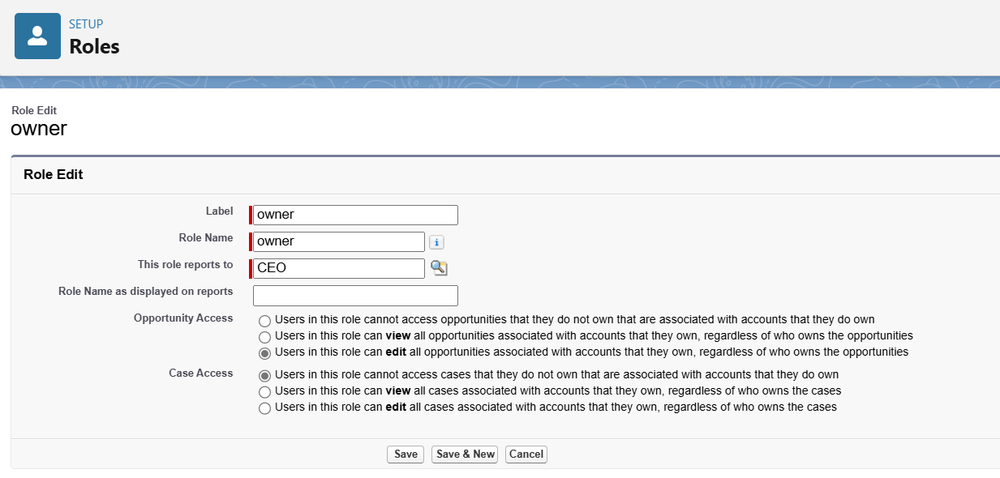 SETUP
Roles
Role Edit
owner
Role Edit
Label owner
Role Name owner i
This role reports to CEO
Role Name as displayed on reports
Opportunity Access Users in this role cannot access opportunities that they do not own that are associated with accounts that they do own
Users in this role can view all opportunities associated with accounts that they own, regardless of who owns the opportunities
Users in this role can edit all opportunities associated with accounts that they own, regardless of who owns the opportunities
Case Access Users in this role cannot access cases that they do not own that are associated with accounts that they do own
Users in this role can view all cases associated with accounts that they own, regardless of who owns the cases
Users in this role can edit all cases associated with accounts that they own, regardless of who owns the cases
Save Save & New Cancel